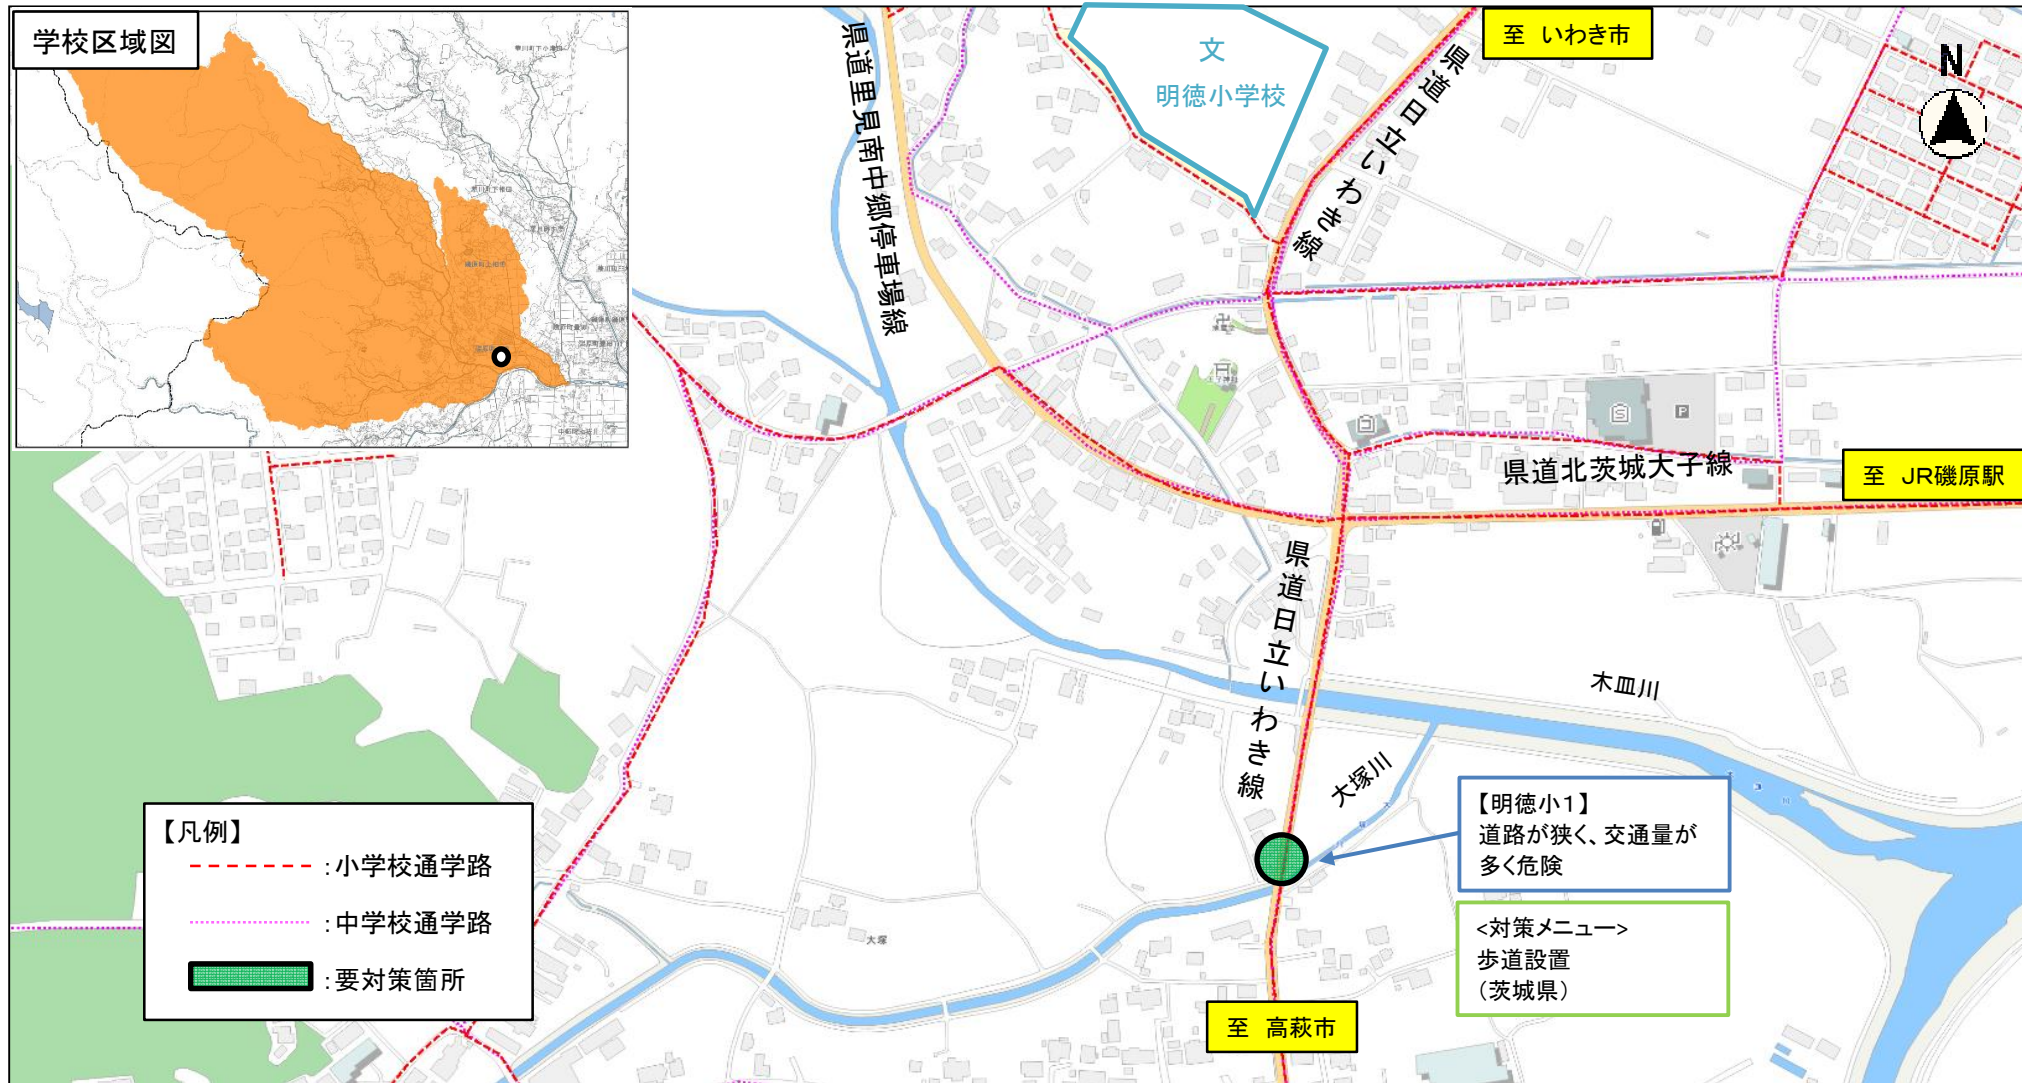 学校区域図
文
明徳小学校
至 いわき市
N
県道里見南中郷停車場線
県道日立いわき線
県道北茨城大子線
至 JR磯原駅
県道日立いわき線
木皿川
大塚川
【明徳小1】
道路が狭く、交通量が
多く危険
<対策メニュー>
歩道設置
(茨城県)
【凡例】
:小学校通学路
:中学校通学路
:要対策箇所
大塚
P
至 高萩市